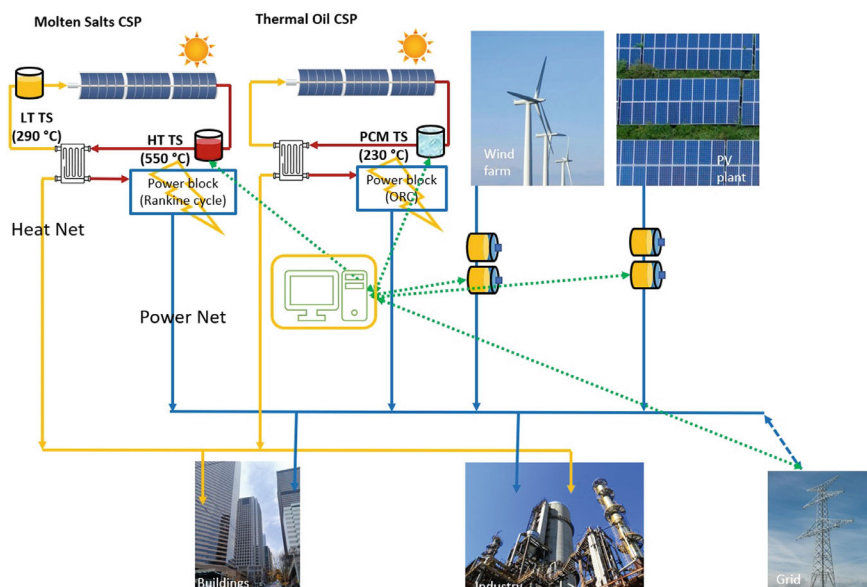 Molten Salts CSP
Thermal Oil CSP
LT TS
(290 °C)
HT TS
(550 °C)
PCM TS
(230 °C)
Wind
farm
PV
plant
Power block
(Rankine cycle)
Power block
(ORC)
Heat Net
Power Net
Buildings
Industry
Grid